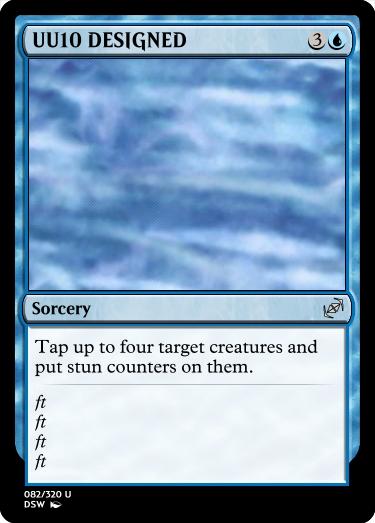 UU10 DESIGNED 3
Sorcery
Tap up to four target creatures and
put stun counters on them.
ft
ft
ft
ft
082/320 U
DSW